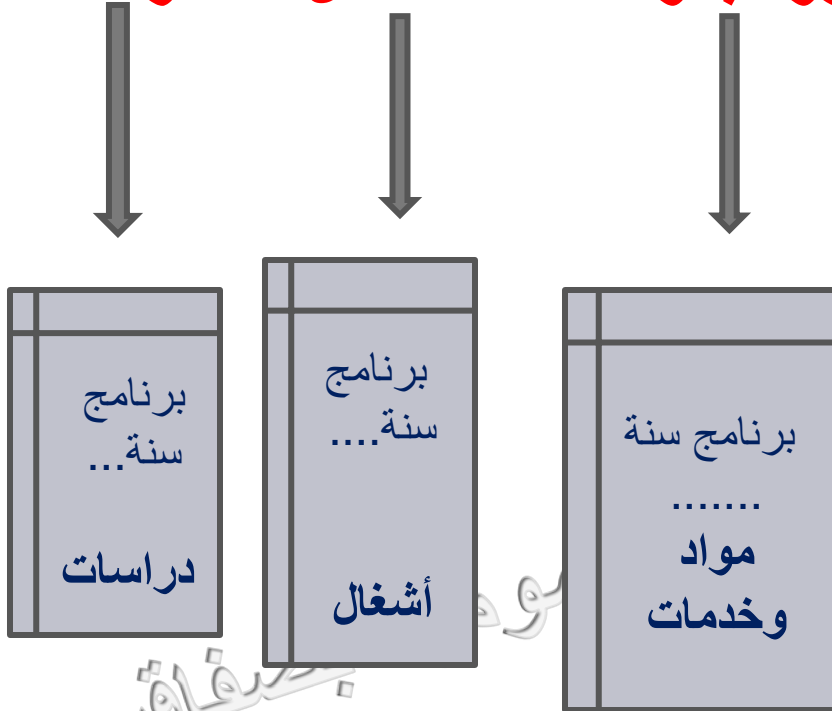 برنامج سنة
.......
مواد
وخدمات
برنامج
سنة....
أشغال
برنامج
سنة...
دراسات